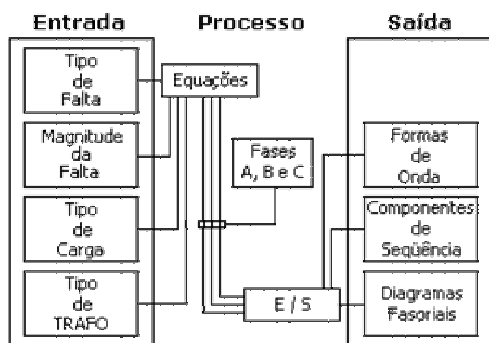 Entrada
Processo
Saída
Tipo
de
Falta
Magnitude
da
Falta
Tipo
de
Carga
Tipo
de
TRAFO
Equações
Fases
A, B e C
E / S
Formas
de
Onda
Componentes
de
Seqüência
Diagramas
Fasoriais